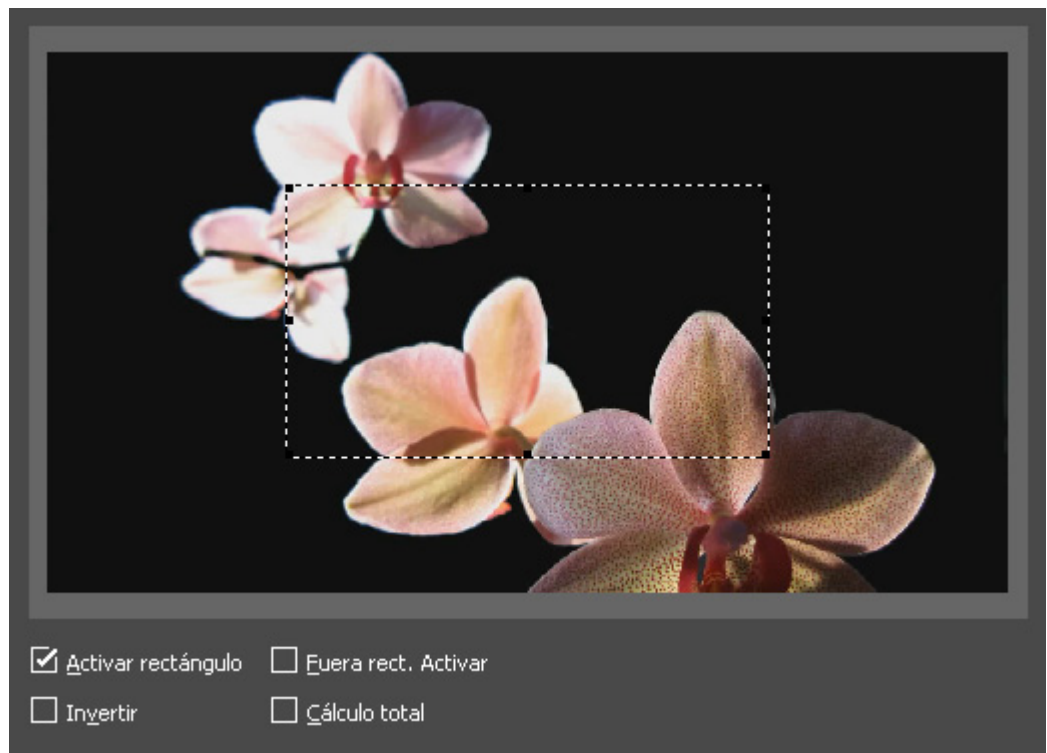 Activar rectángulo
Fuera rect. Activar
Invertir
Cálculo total